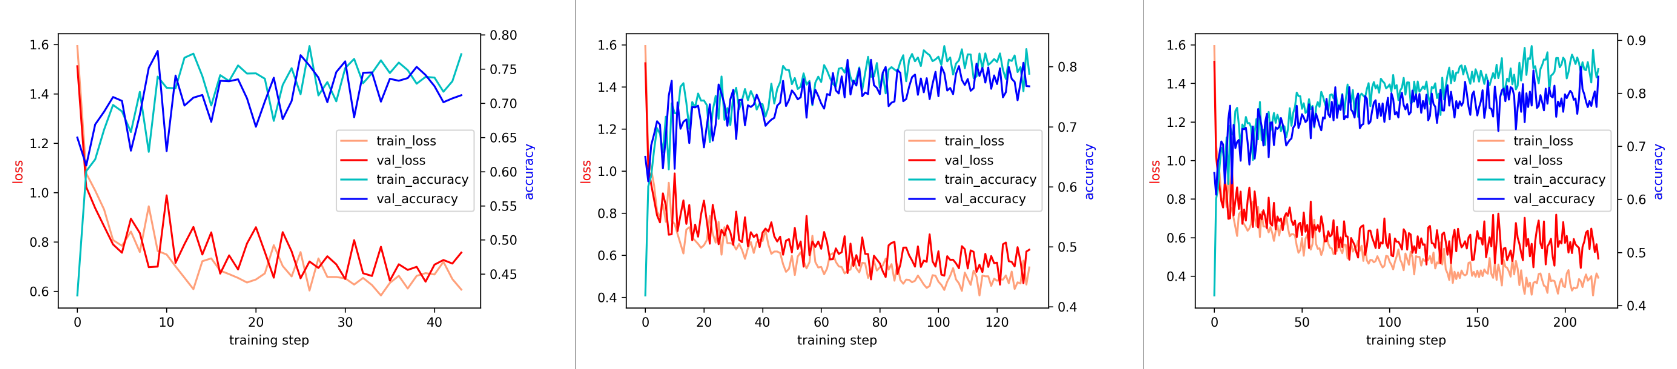 1.6
1.4
1.2
1.0
0.8
0.6
loss
0
10
20
30
40
training step
0.80
0.75
0.70
0.65
0.60
0.55
0.50
0.45
accuracy
train_loss
val_loss
train_accuracy
val_accuracy
1.6
1.4
1.2
1.0
0.8
0.6
0.4
loss
0
20
40
60
80
100
120
training step
0.8
0.7
0.6
0.5
0.4
accuracy
train_loss
val_loss
train_accuracy
val_accuracy
1.6
1.4
1.2
1.0
0.8
0.6
0.4
loss
0
50
100
150
200
training step
0.9
0.8
0.7
0.6
0.5
0.4
accuracy
train_loss
val_loss
train_accuracy
val_accuracy